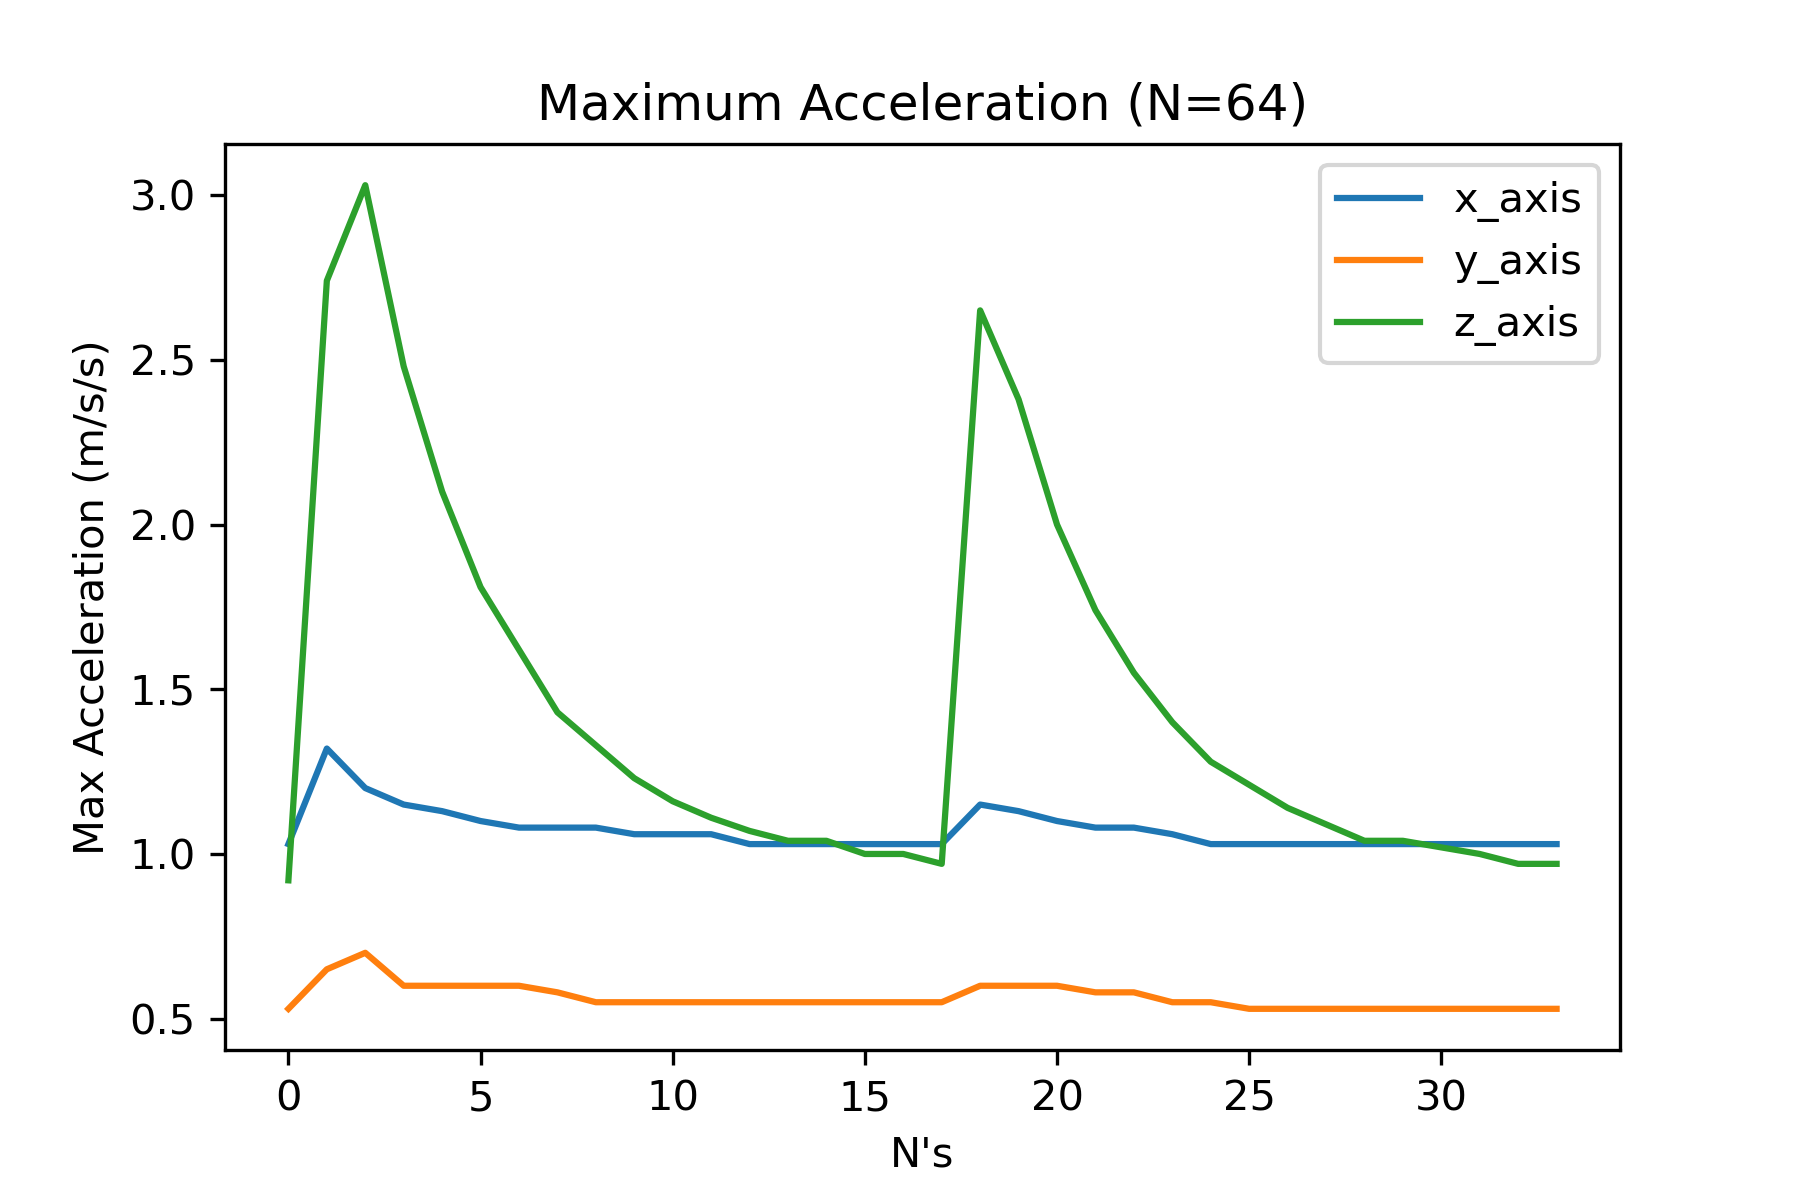 Maximum Acceleration (N=64)
Max Acceleration (m/s/s)
3.0
2.5
2.0
1.5
1.0
0.5
x_axis
y_axis
z_axis
0 5 10 15 20 25 30
N's